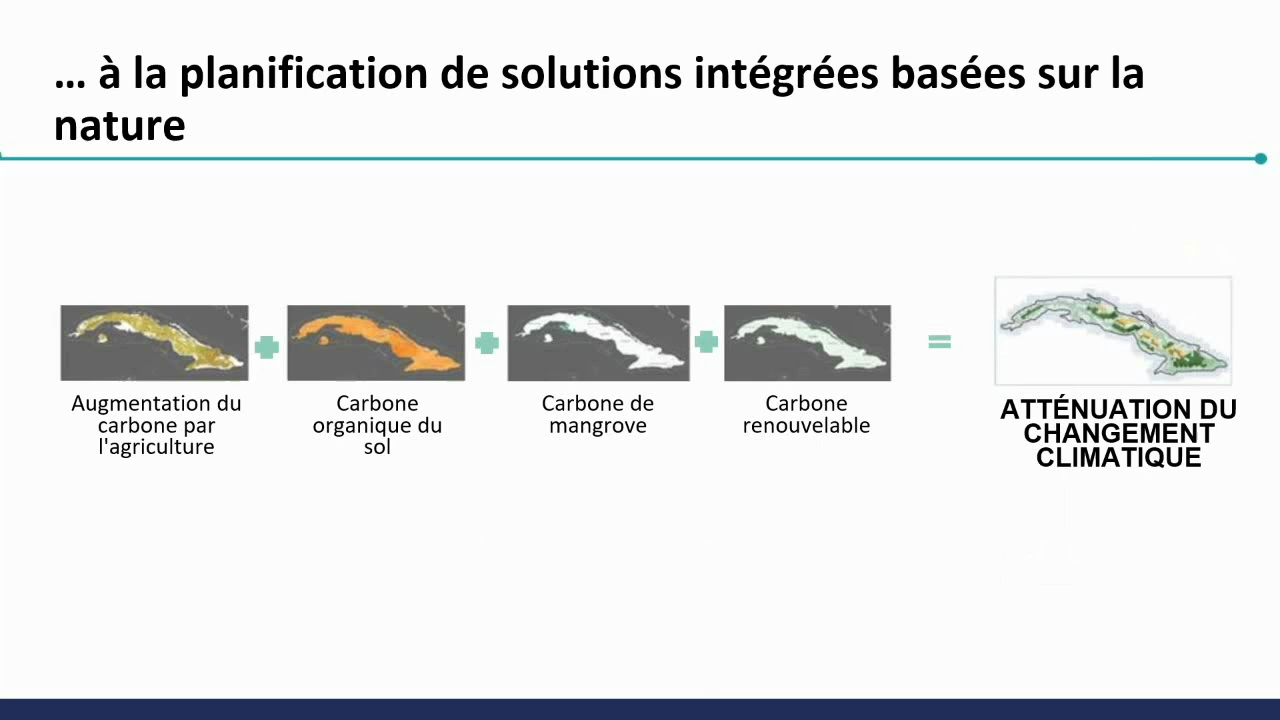 ... à la planification de solutions intégrées basées sur la
nature
Augmentation du
carbone par
l'agriculture
Carbone
organique du
sol
Carbone de
mangrove
Carbone
renouvelable
=
ATTÉNUATION DU
CHANGEMENT
CLIMATIQUE